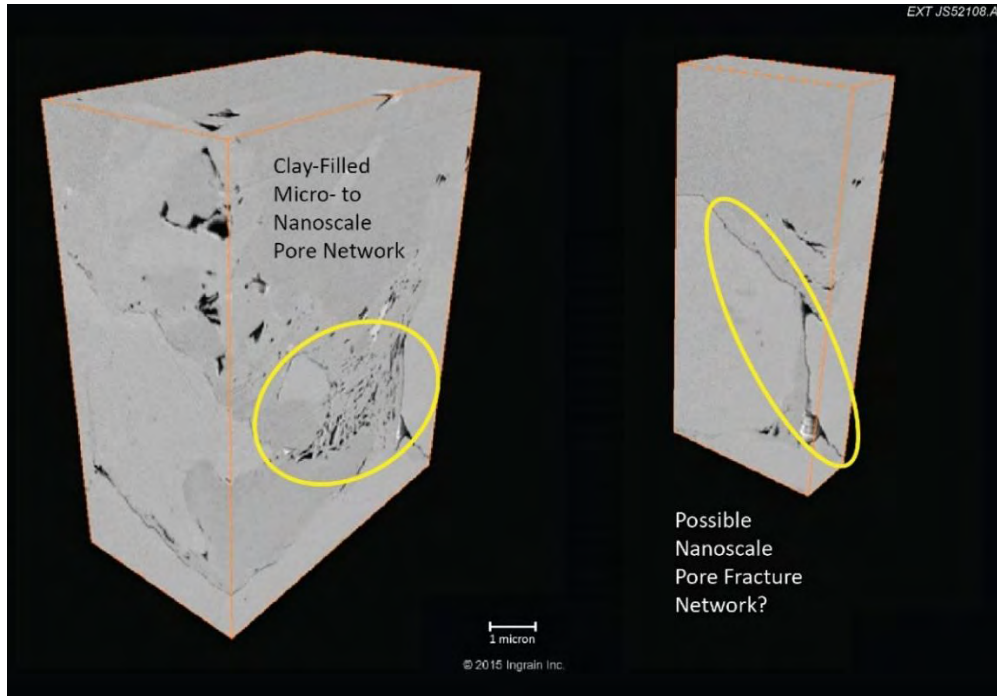 EXT JS52108.A
Clay-Filled
Micro- to
Nanoscale
Pore Network
Possible
Nanoscale
Pore Fracture
Network?
1 micron
© 2015 Ingrain Inc.